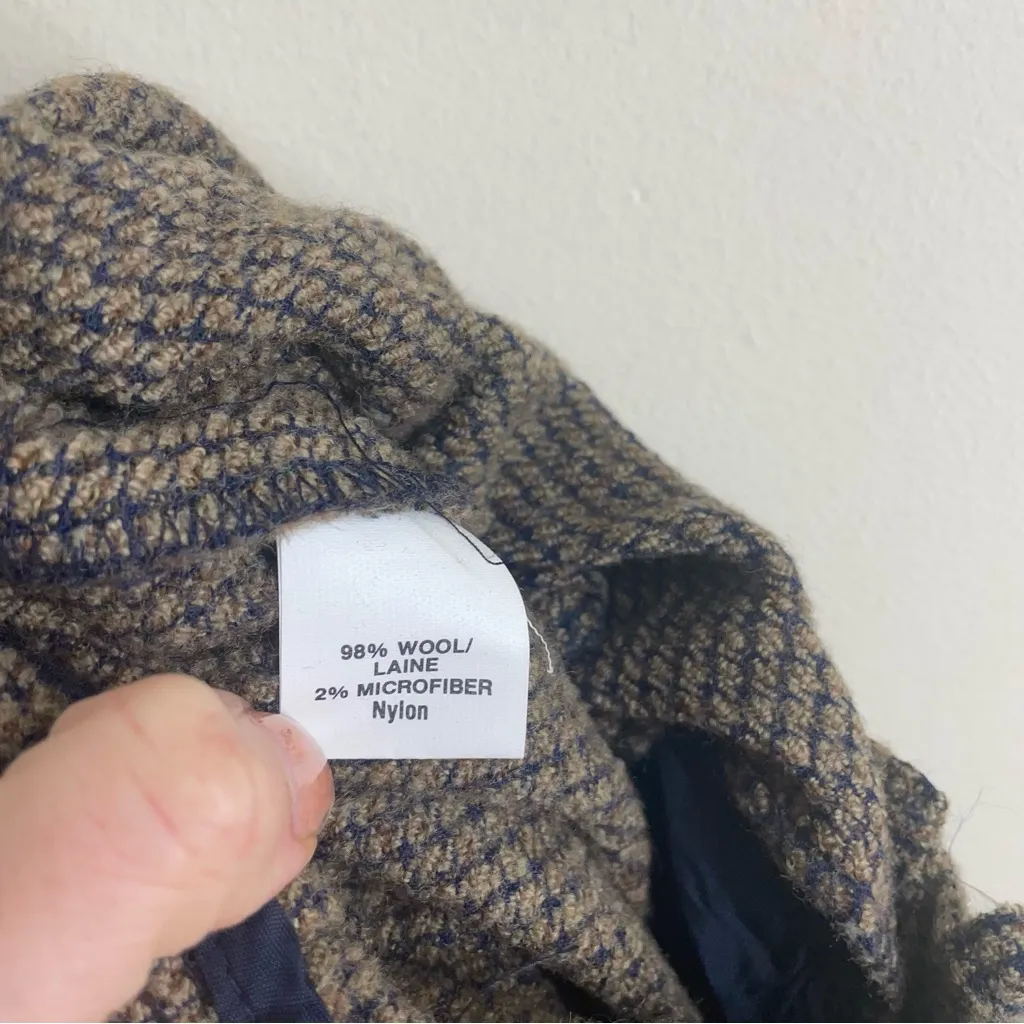 98% WOOL/
LAINE
2% MICROFIBER
Nylon